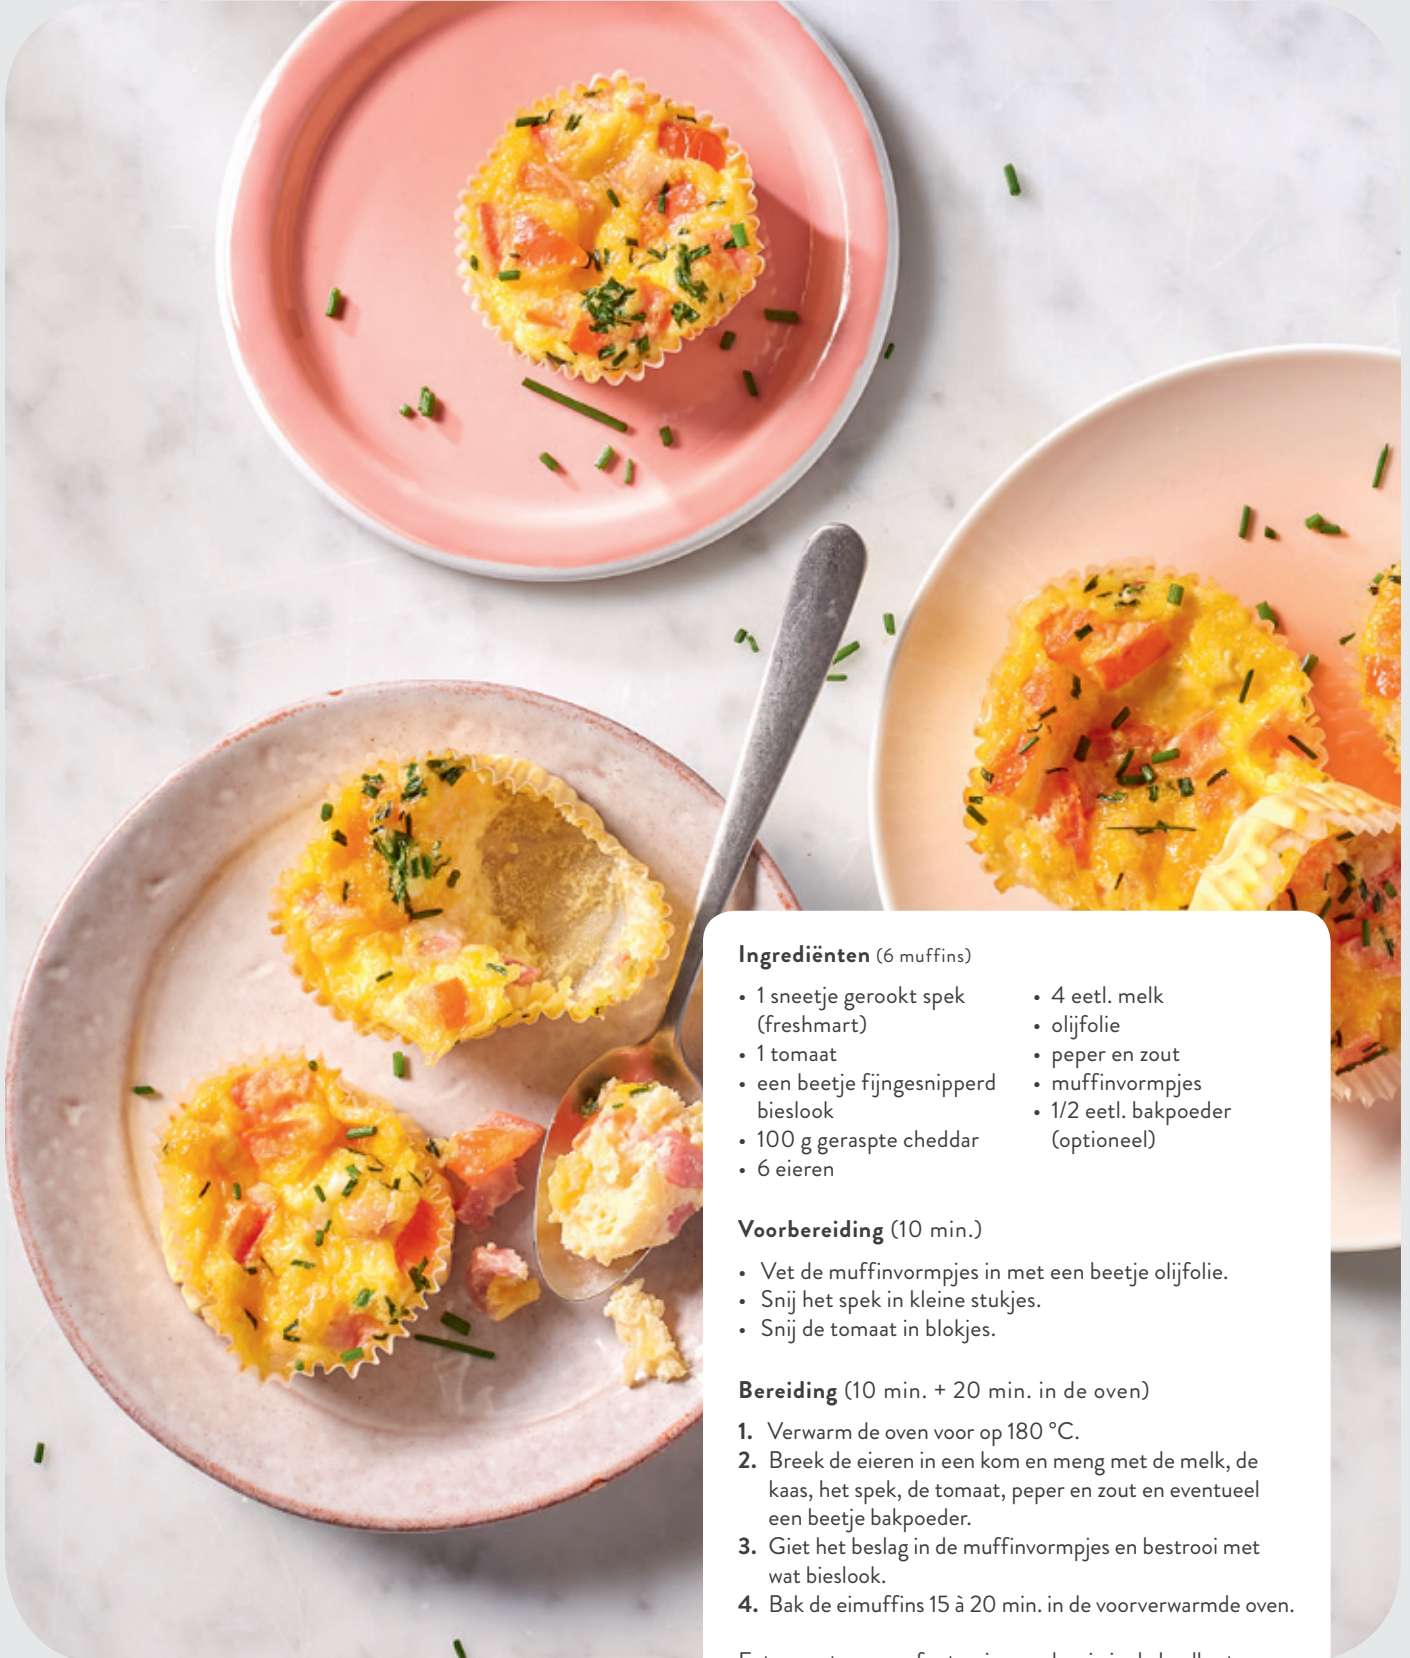 Ingrediënten (6 muffins)
• 1 sneetje gerookt spek
(freshmart)
• 1 tomaat
• een beetje fijngesnipperd
bieslook
• 100 g geraspte cheddar
• 6 eieren
• 4 eetl. melk
• olijfolie
• peper en zout
• muffinvormpjes
• 1/2 eetl. bakpoeder
(optioneel)
Voorbereiding (10 min.)
• Vet de muffinvormpjes in met een beetje olijfolie.
• Snij het spek in kleine stukjes.
• Snij de tomaat in blokjes.
Bereiding (10 min. + 20 min. in de oven)
1. Verwarm de oven voor op 180 °C.
2. Breek de eieren in een kom en meng met de melk, de
kaas, het spek, de tomaat, peper en zout en eventueel
een beetje bakpoeder.
3. Giet het beslag in de muffinvormpjes en bestrooi met
wat bieslook.
4. Bak de eimuffins 15 à 20 min. in de voorverwarmde oven.